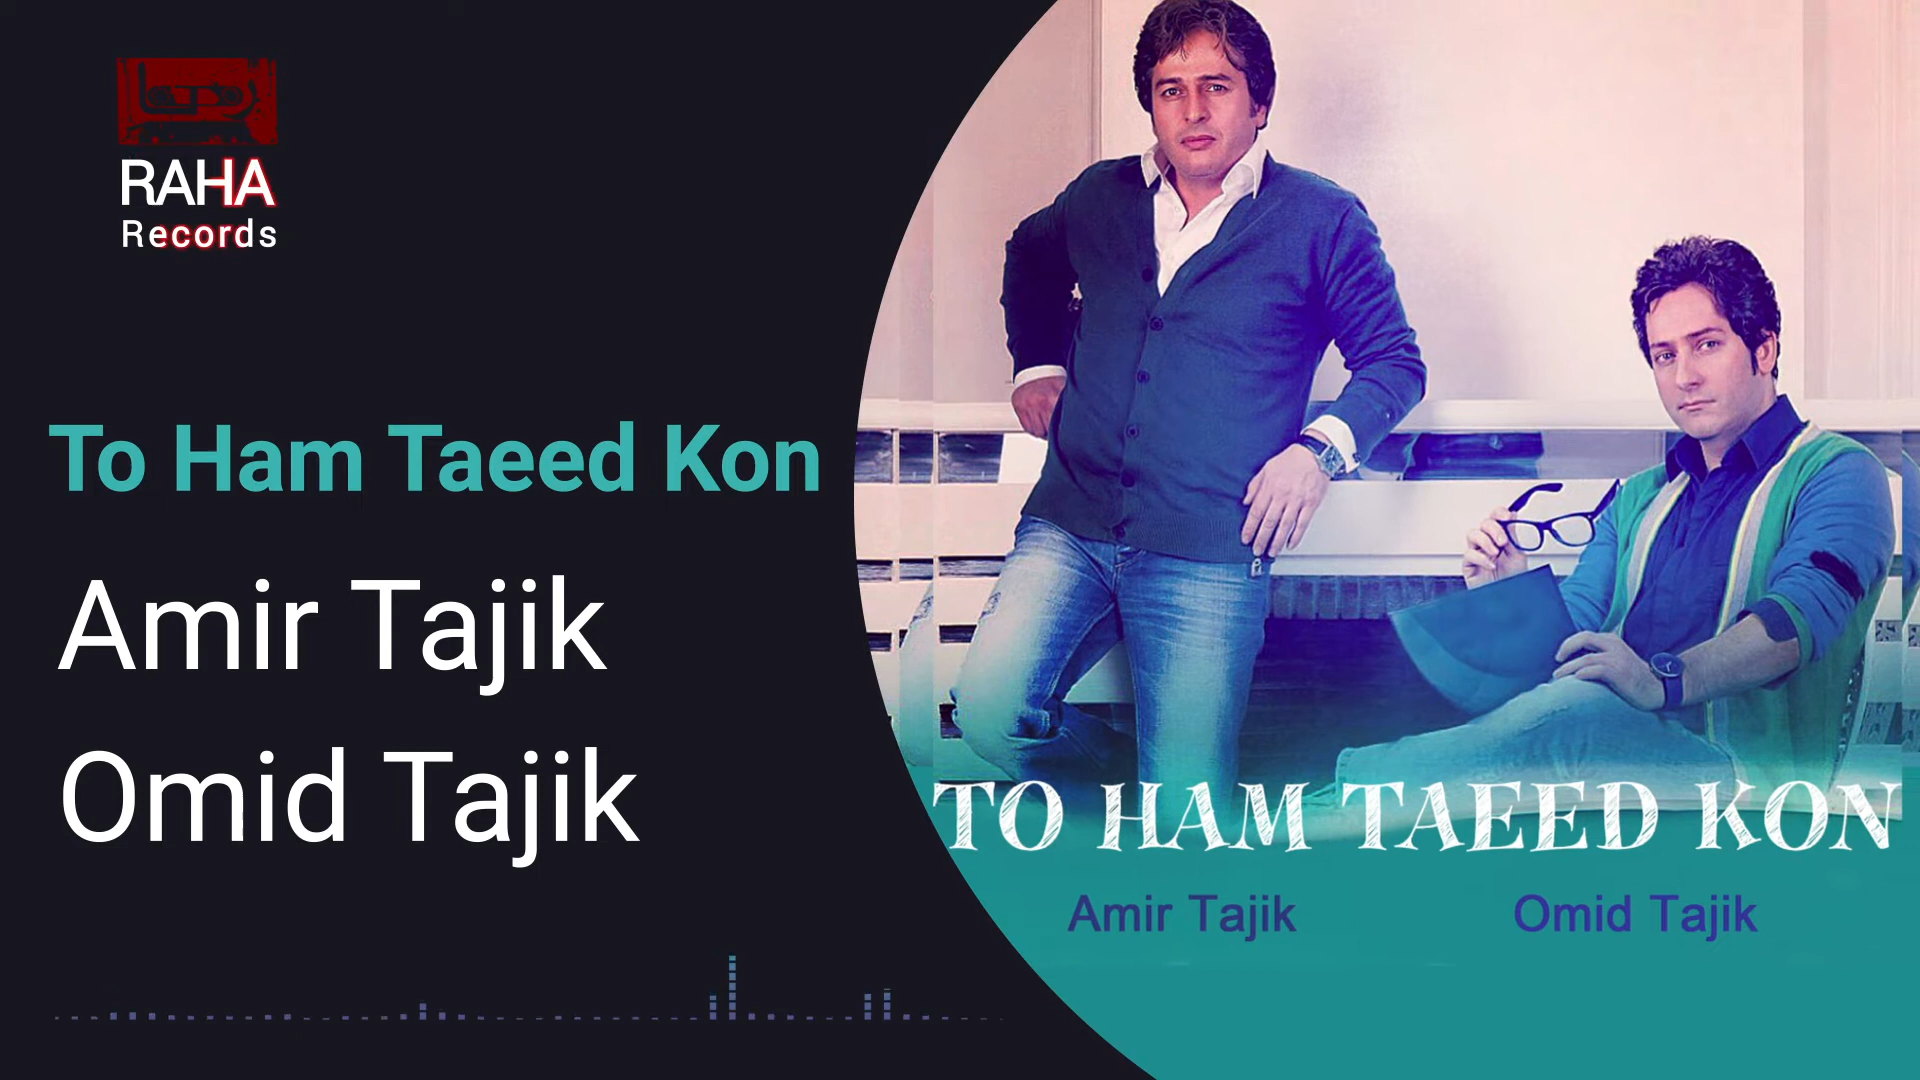 RAHA
Records
To Ham Taeed Kon
Amir Tajik
Omid Tajik
TO HAM TAEED KON
Amir Tajik
Omid Tajik